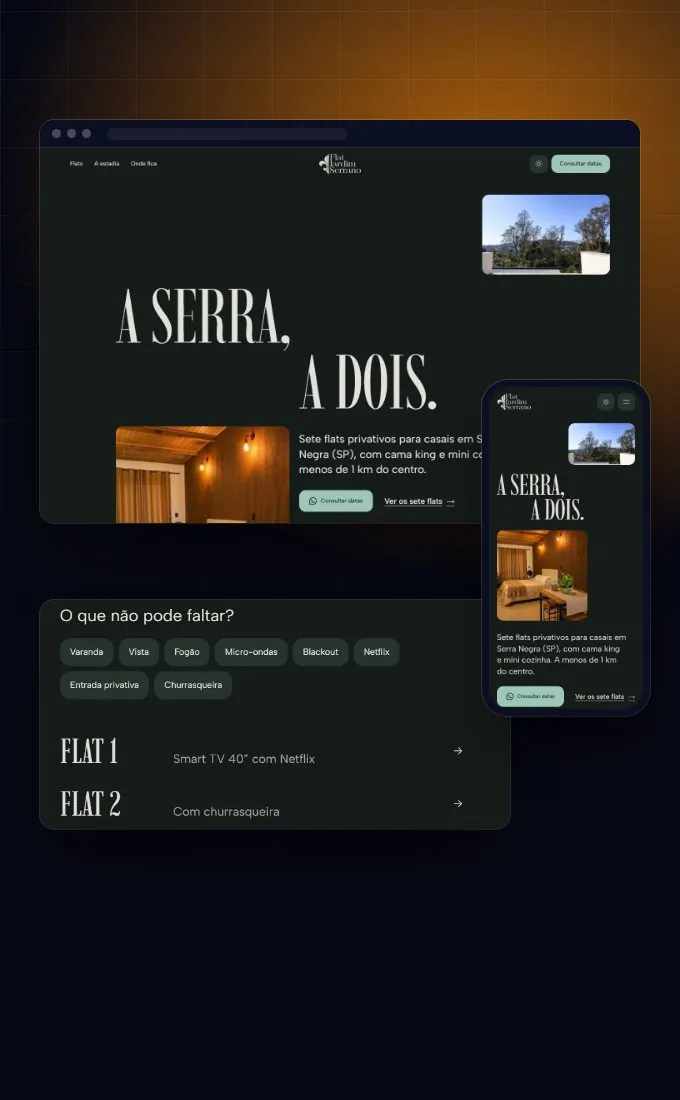 Flats A estadia Onde fica
Flat
Jardim
Serrano
Consultar datas
A SERRA,
A DOIS.
Sete flats privativos para casais em S
Negra (SP), com cama king e mini co
menos de 1 km do centro.
Consultar datas Ver os sete flats →
Flat
Jardim
Serrano
A SERRA,
A DOIS.
Sete flats privativos para casais em
Serra Negra (SP), com cama king
e mini cozinha. A menos de 1 km
do centro.
Consultar datas Ver os sete flats →
O que não pode faltar?
Varanda Vista Fogão Micro-ondas Blackout Netflix
Entrada privativa Churrasqueira
FLAT 1 Smart TV 40” com Netflix →
FLAT 2 Com churrasqueira →